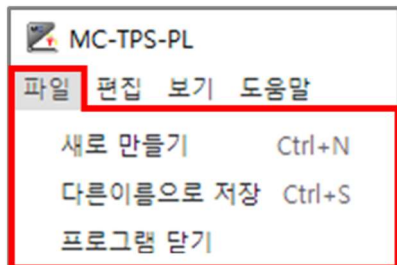 MC-TPS-PL
파일 편집 보기 도움말
새로 만들기 Ctrl+N
다른이름으로 저장 Ctrl+S
프로그램 닫기